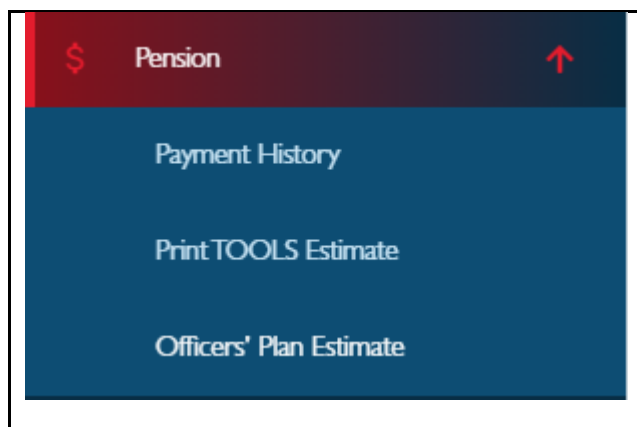 $ Pension
Payment History
Print TOOLS Estimate
Officers' Plan Estimate